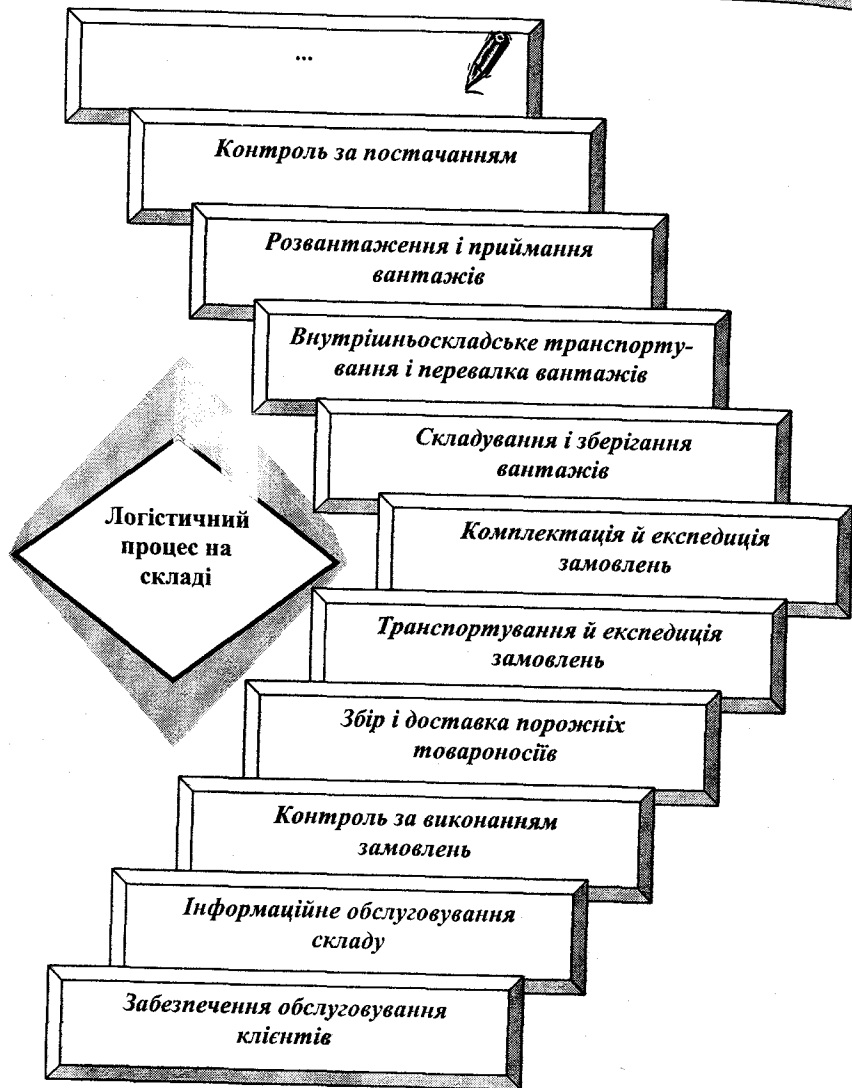 ...
Контроль за постачанням
Розвантаження і приймання
вантажів
Внутрішньоскладське транспорту-
вання і перевалка вантажів
Складування і зберігання
вантажів
Логістичний
процес на
складі
Комплектація й експедиція
замовлень
Транспортування й експедиція
замовлень
Збір і доставка порожніх
товароносіїв
Контроль за виконанням
замовлень
Інформаційне обслуговування
складу
Забезпечення обслуговування
клієнтів